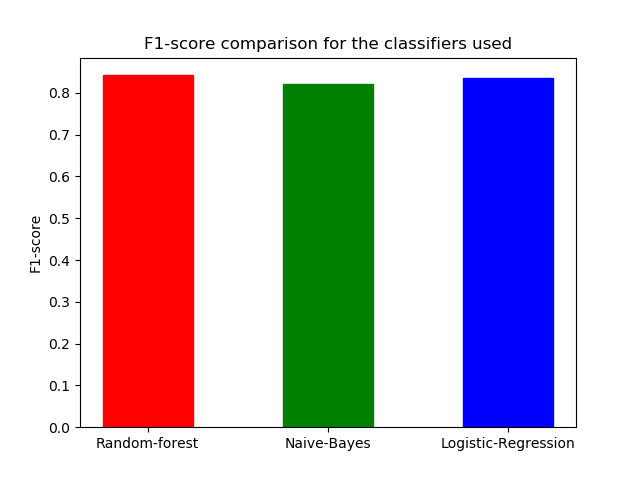 F1-score comparison for the classifiers used
F1-score
0.8
0.7
0.6
0.5
0.4
0.3
0.2
0.1
0.0
Random-forest
Naive-Bayes
Logistic-Regression